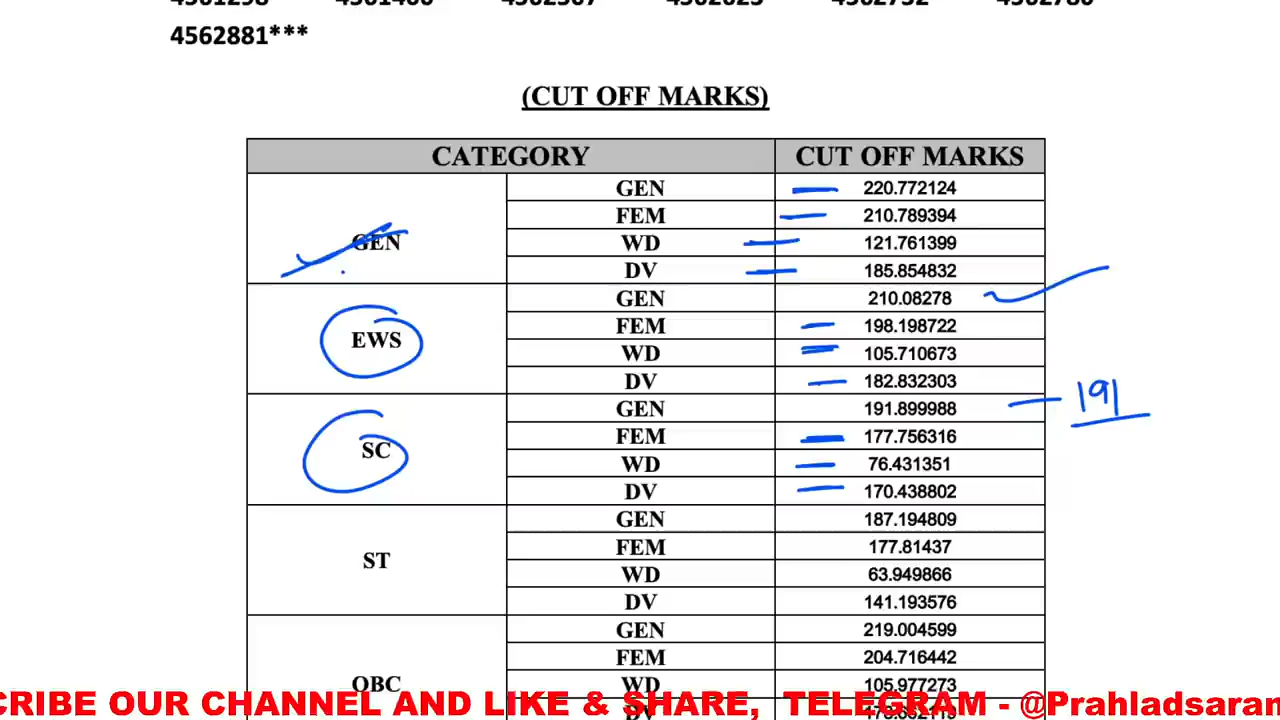 4562881***
(CUT OFF MARKS)
CATEGORY CUT OFF MARKS
GEN GEN 220.772124
FEM 210.789394
WD 121.761399
DV 185.854832
EWS GEN 210.08278
FEM 198.198722
WD 105.710673
DV 182.832303
SC GEN 191.899988 191
FEM 177.756316
WD 76.431351
DV 170.438802
ST GEN 187.194809
FEM 177.81437
WD 63.949866
DV 141.193576
OBC GEN 219.004599
FEM 204.716442
WD 105.977273
DV
CRIBE OUR CHANNEL AND LIKE & SHARE, TELEGRAM - @Prahladsaran